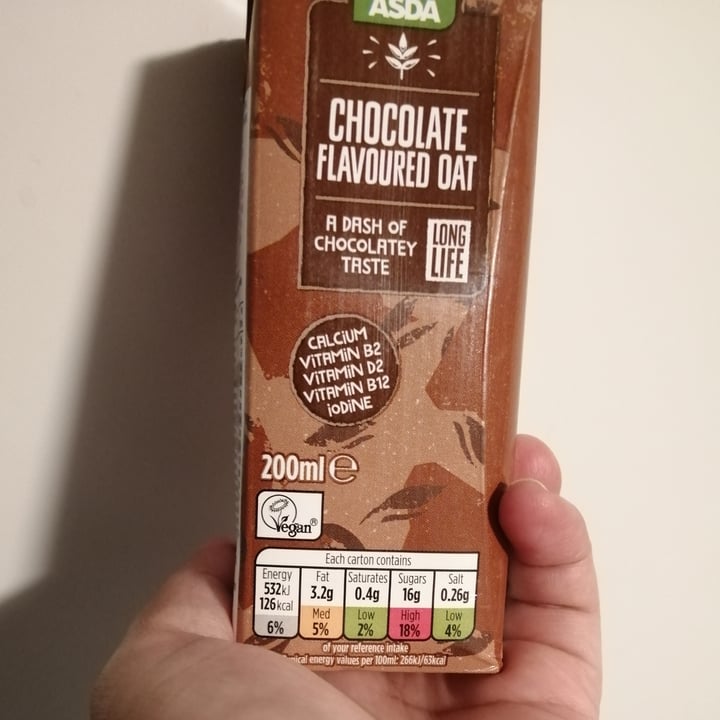 ASDA
CHOCOLATE
FLAVOURED OAT
A DASH OF
CHOCOLATEY
TASTE
LONG
LIFE
CALCIUM
VITAMIN B2
VITAMIN D2
VITAMIN B12
IODINE
200ml e
Vegan®
Each carton contains
Energy Fat Saturates Sugars Salt
532kJ 3.2g 0.4g 16g 0.26g
126kcal
Med Low High Low
6% 5% 2% 18% 4%
of your reference intake
energy values per 100ml: 266kJ/63kcal